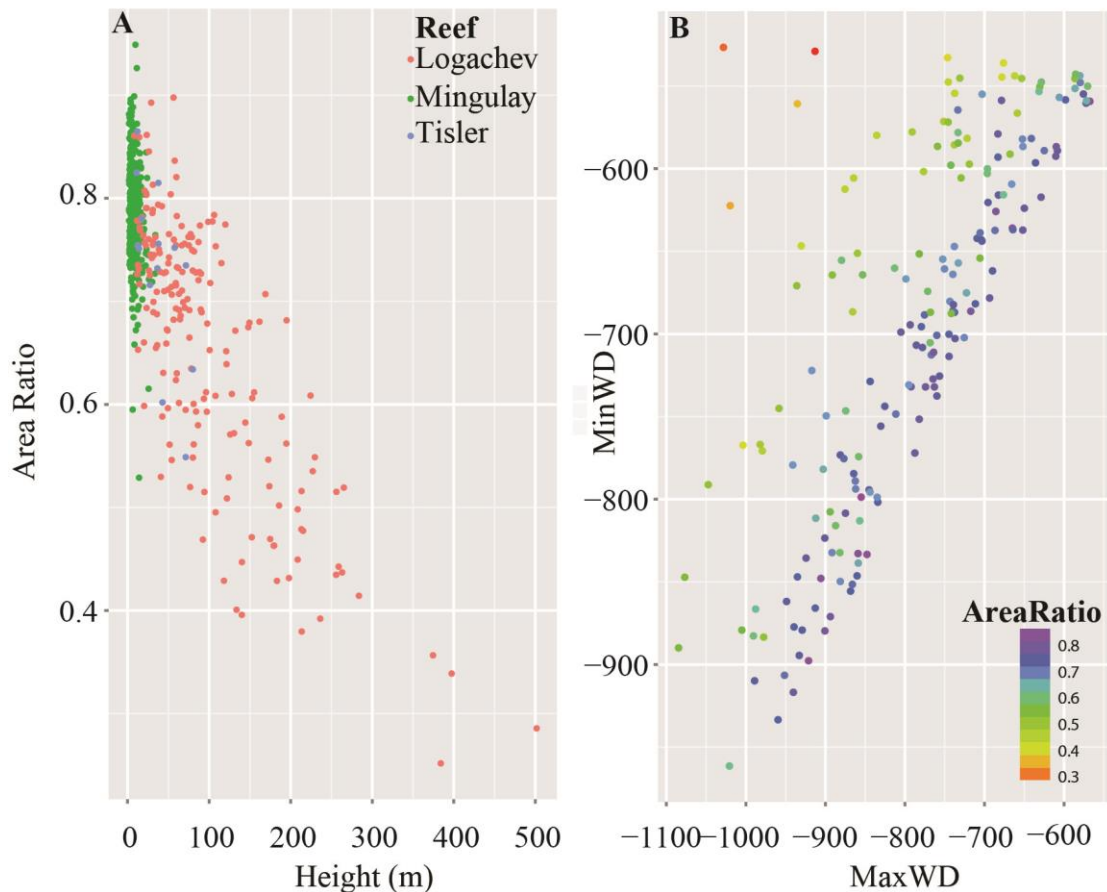 A
Reef
Logachev
Mingulay
Tisler
0.8
0.6
0.4
Area Ratio
0 100 200 300 400 500
Height (m)
B
−600
−700
−800
−900
MinWD
AreaRatio
0.8
0.7
0.6
0.5
0.4
0.3
−1100 −1000 −900 −800 −700 −600
MaxWD